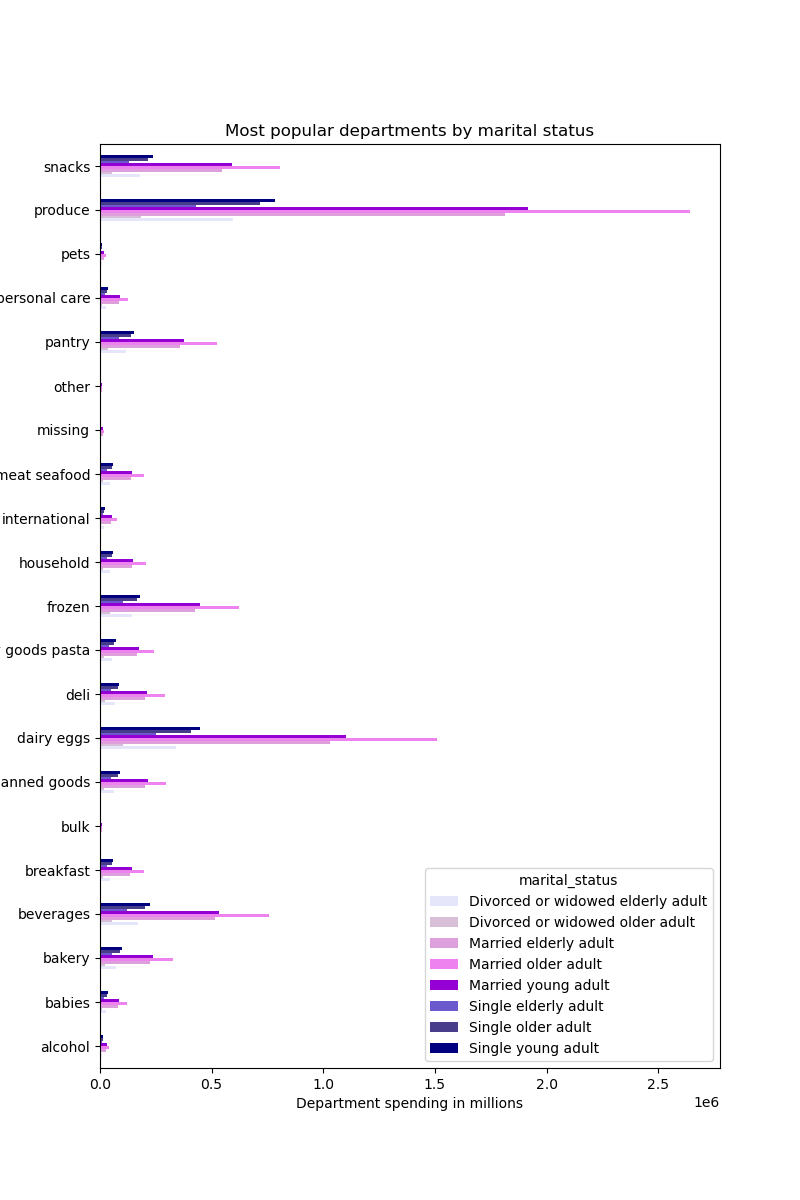 Most popular departments by marital status
snacks
produce
pets
personal care
pantry
other
missing
meat seafood
international
household
frozen
goods pasta
deli
dairy eggs
anned goods
bulk
breakfast
beverages
bakery
babies
alcohol
marital_status
Divorced or widowed elderly adult
Divorced or widowed older adult
Married elderly adult
Married older adult
Married young adult
Single elderly adult
Single older adult
Single young adult
0.0 0.5 1.0 1.5 2.0 2.5
Department spending in millions
1e6